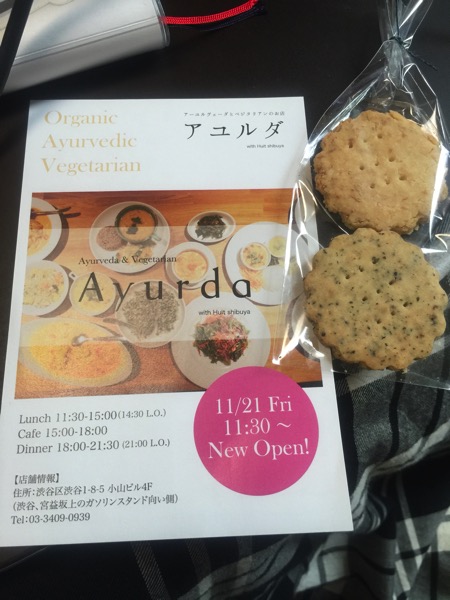 Organic
Ayurvedic
Vegetarian
アーユルヴェーダとベジタリアンのお店
アユルダ
with Huit shibuya
Ayurveda & Vegetarian
Ayurda
with Huit shibuya
Lunch 11:30-15:00(14:30 L.O.)
Cafe 15:00-18:00
Dinner 18:00-21:30 (21:00 L.O.)
11/21 Fri
11:30 ～
New Open!
【店舗情報】
住所:渋谷区渋谷1-8-5 小山ビル4F
(渋谷、宮益坂上のガソリンスタンド向い側)
Tel:03-3409-0939